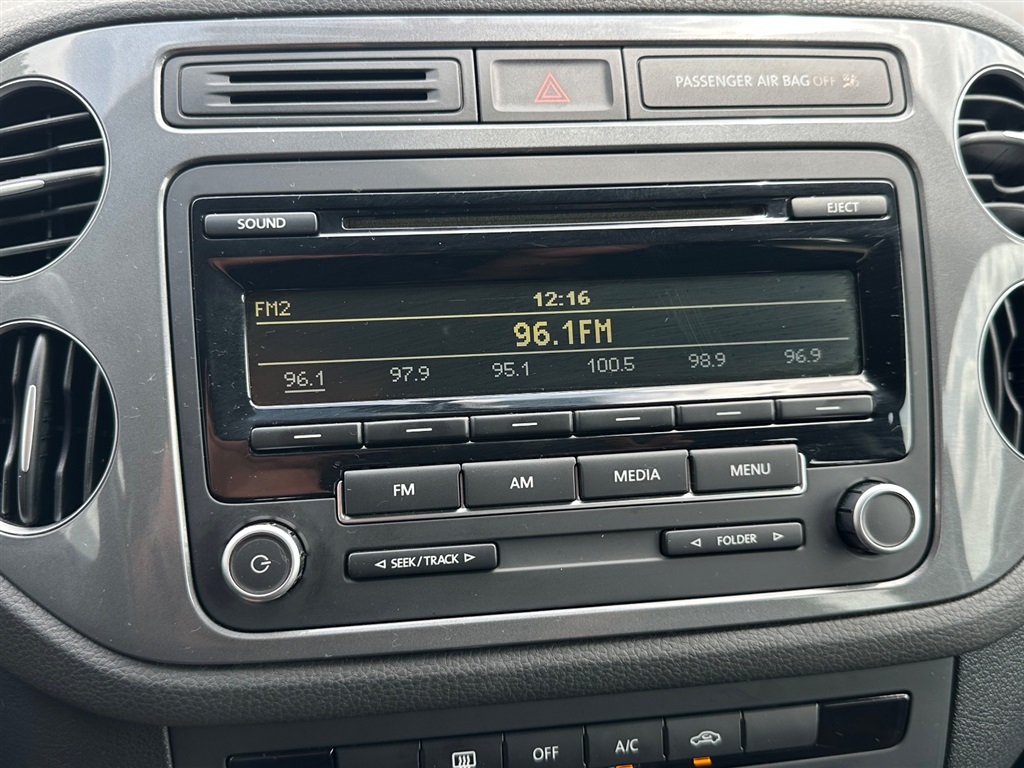 PASSENGER AIR BAG OFF
SOUND
EJECT
FM2
12:16
96.1FM
96.1 97.9 95.1 100.5 98.9 96.9
FM AM MEDIA MENU
SEEK/TRACK
FOLDER
OFF A/C